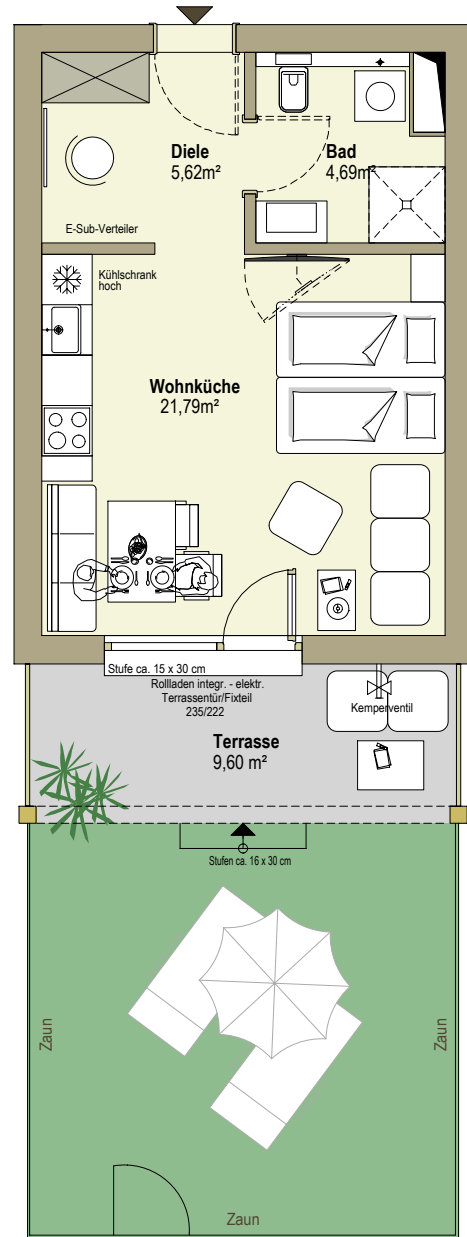 Diele
5,62m²
Bad
4,69m²
E-Sub-Verteiler
Kühlschrank
hoch
Wohnküche
21,79m²
Stufe ca. 15 x 30 cm
Rollladen integr. - elektr.
Terrassentür/Fixteil
235/222
Kemperventil
Terrasse
9,60 m²
Stufen ca. 16 x 30 cm
Zaun
Zaun
Zaun